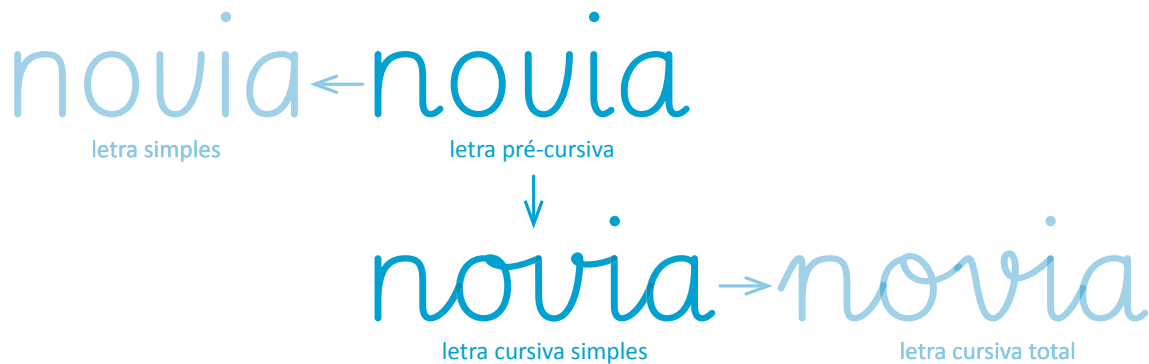 novia novia
letra simples letra pré-cursiva
novia novia
letra cursiva simples letra cursiva total